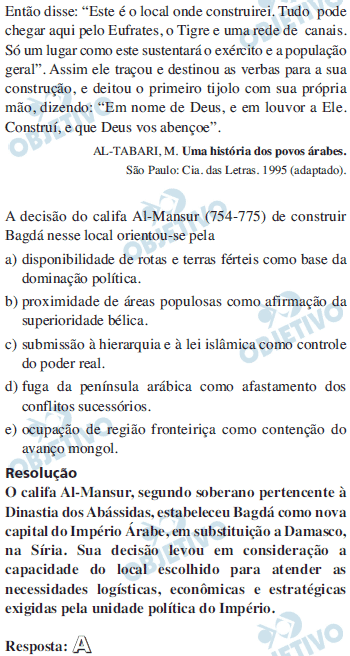 Então disse: “Este é o local onde construirei. Tudo pode
chegar aqui pelo Eufrates, o Tigre e uma rede de canais.
Só um lugar como este sustentará o exército e a população
geral”. Assim ele traçou e destinou as verbas para a sua
construção, e deitou o primeiro tijolo com sua própria
mão, dizendo: “Em nome de Deus, e em louvor a Ele.
Construí, e que Deus vos abençoe”.
AL-TABARI, M. Uma história dos povos árabes.
São Paulo: Cia. das Letras. 1995 (adaptado).
A decisão do califa Al-Mansur (754-775) de construir
Bagdá nesse local orientou-se pela
a) disponibilidade de rotas e terras férteis como base da
dominação política.
b) proximidade de áreas populosas como afirmação da
superioridade bélica.
c) submissão à hierarquia e à lei islâmica como controle
do poder real.
d) fuga da península arábica como afastamento dos
conflitos sucessórios.
e) ocupação de região fronteiriça como contenção do
avanço mongol.
Resolução
O califa Al-Mansur, segundo soberano pertencente à
Dinastia dos Abássidas, estabeleceu Bagdá como nova
capital do Império Árabe, em substituição a Damasco,
na Síria. Sua decisão levou em consideração a
capacidade do local escolhido para atender as
necessidades logísticas, econômicas e estratégicas
exigidas pela unidade política do Império.
Resposta: A
OBJETIVO
OBJETIVO
OBJETIVO
OBJETIVO
OBJETIVO
OBJETIVO
OBJETIVO